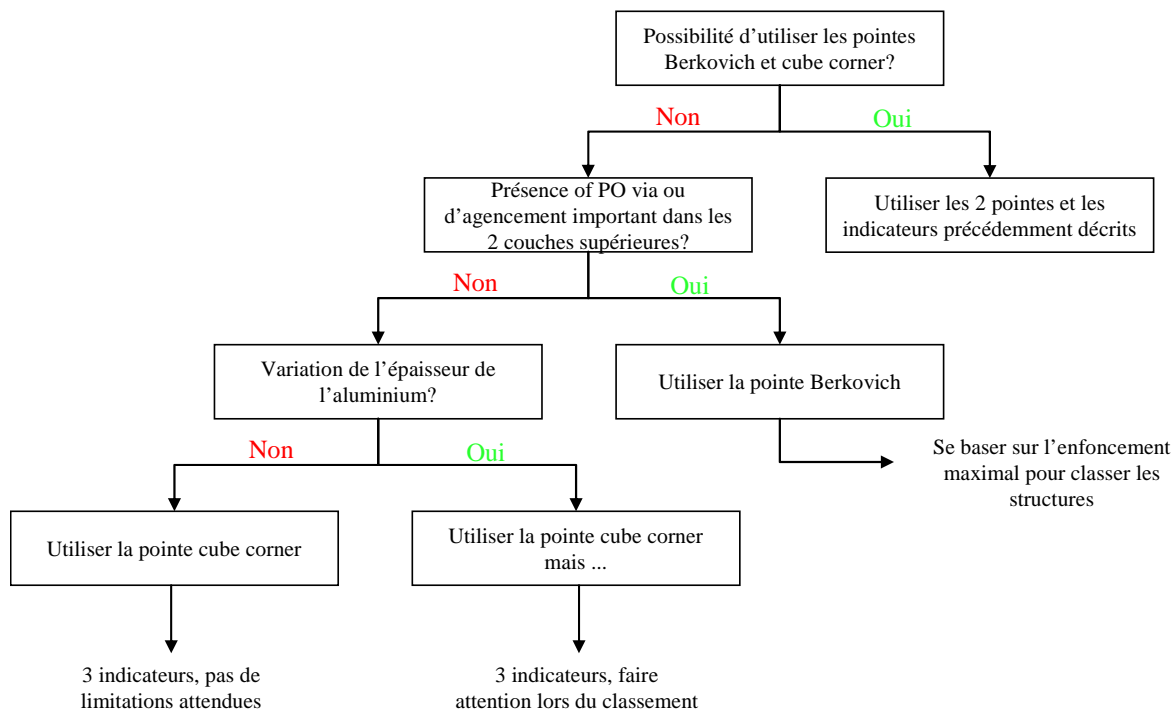 Possibilité d'utiliser les pointes
Berkovich et cube corner?
Non
Oui
Présence of PO via ou
d'agencement important dans les
2 couches supérieures?
Utiliser les 2 pointes et les
indicateurs précédemment décrits
Non
Oui
Variation de l'épaisseur de
l'aluminium?
Utiliser la pointe Berkovich
Non
Oui
Se baser sur l'enfoncement
maximal pour classer les
structures
Utiliser la pointe cube corner
Utiliser la pointe cube corner
mais ...
3 indicateurs, pas de
limitations attendues
3 indicateurs, faire
attention lors du classement